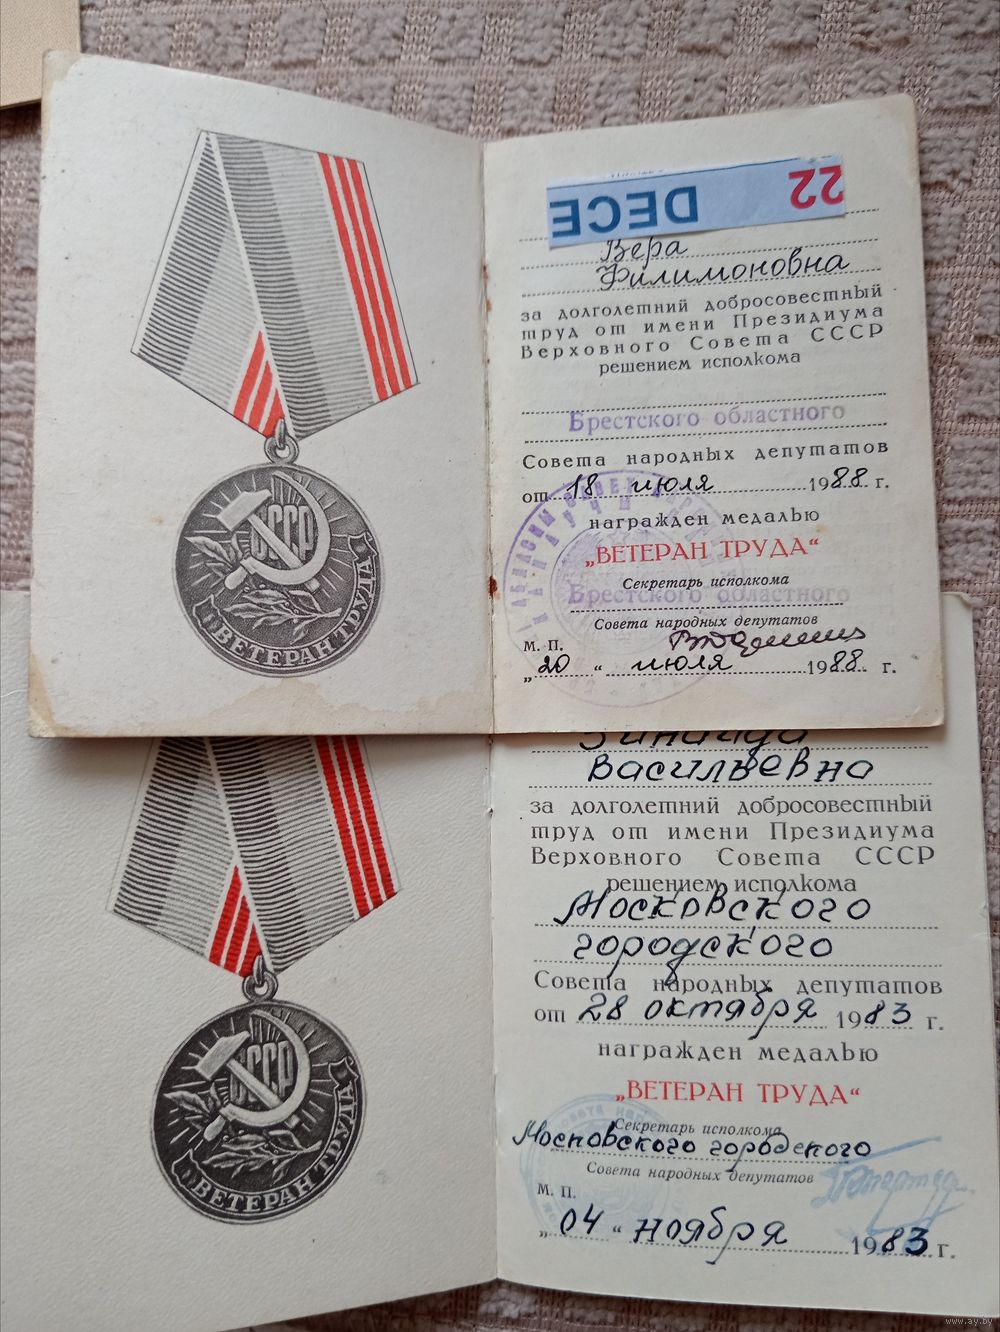 СССР
ВЕТЕРАН ТРУДА
22
DECE
Вера
Филимоновна
за долголетний добросовестный
труд от имени Президиума
Верховного Совета СССР
решением исполкома
Брестского областного
Совета народных депутатов
от 18 июля 1988 г.
награжден медалью
„ВЕТЕРАН ТРУДА“
Секретарь исполкома
Брестского областного
Совета народных депутатов
М. П.
„20“ июля 1988 г.
СССР
ВЕТЕРАН ТРУДА
Зинаида
Васильевна
за долголетний добросовестный
труд от имени Президиума
Верховного Совета СССР
решением исполкома
Московского
городского
Совета народных депутатов
от 28 октября 1983 г.
награжден медалью
„ВЕТЕРАН ТРУДА“
Секретарь исполкома
Московского городского
Совета народных депутатов
М. П.
„04“ ноября 1983 г.
www.ay.by